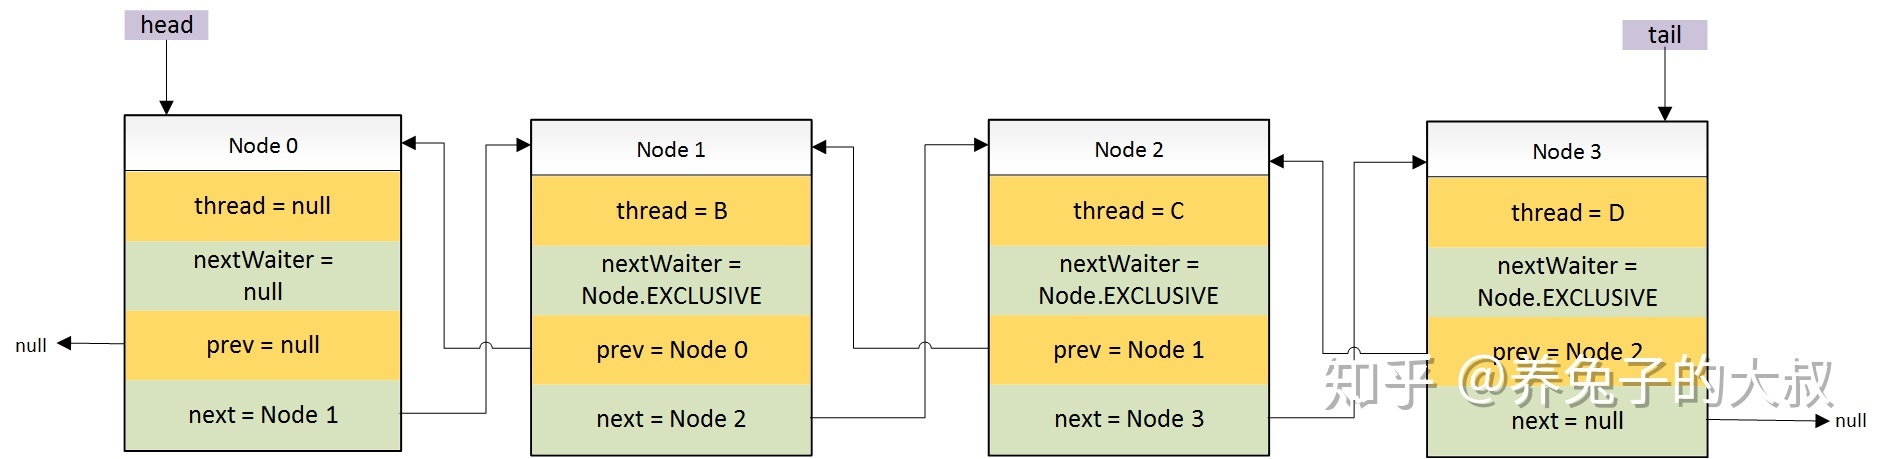 head
tail
Node 0
thread = null
nextWaiter =
null
prev = null
next = Node 1
null
Node 1
thread = B
nextWaiter =
Node.EXCLUSIVE
prev = Node 0
next = Node 2
Node 2
thread = C
nextWaiter =
Node.EXCLUSIVE
prev = Node 1
next = Node 3
Node 3
thread = D
nextWaiter =
Node.EXCLUSIVE
prev = Node 2
next = null
null
知乎 @养兔子的大叔